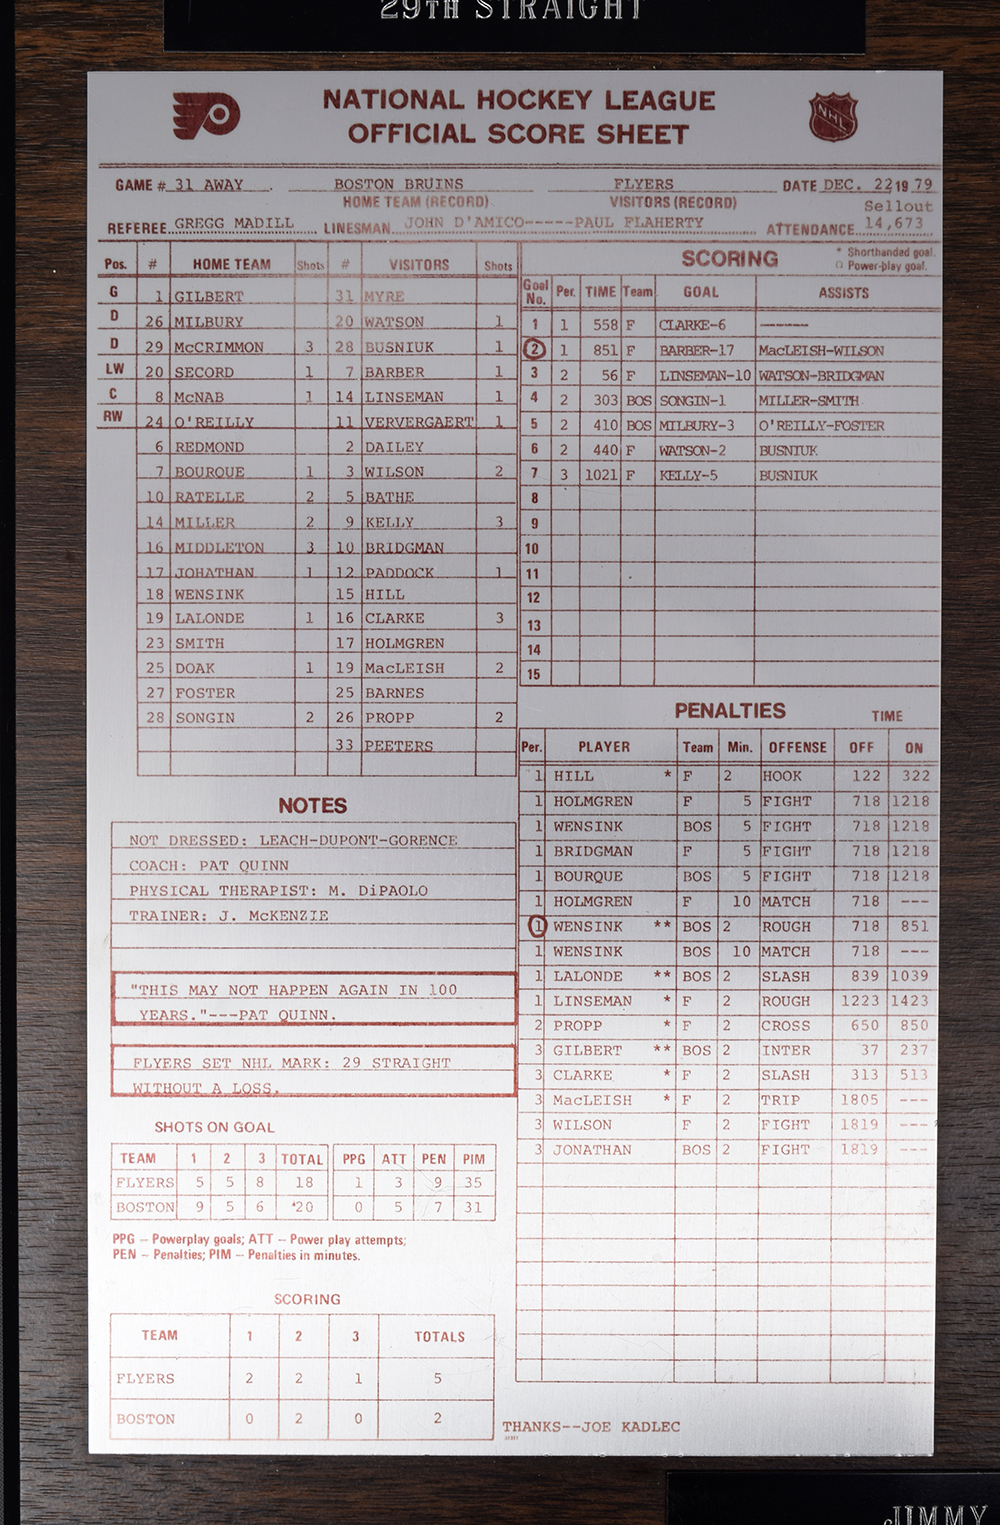 29TH STRAIGHT
NATIONAL HOCKEY LEAGUE
OFFICIAL SCORE SHEET
NHL
GAME # 31 AWAY BOSTON BRUINS FLYERS DATE DEC. 22 19 79
HOME TEAM (RECORD) VISITORS (RECORD) Sellout
REFEREE GREGG MADILL LINESMAN JOHN D'AMICO-----PAUL FLAHERTY ATTENDANCE 14,673
Pos. # HOME TEAM Shots # VISITORS Shots
G 1 GILBERT 31 MYRE
D 26 MILBURY 20 WATSON 1
D 29 McCRIMMON 3 28 BUSNIUK 1
LW 20 SECORD 1 7 BARBER 1
C 8 McNAB 1 14 LINSEMAN 1
RW 24 O'REILLY 11 VERVERGAERT 1
6 REDMOND 2 DAILEY
7 BOURQUE 1 3 WILSON 2
10 RATELLE 2 5 BATHE
14 MILLER 2 9 KELLY 3
16 MIDDLETON 3 10 BRIDGMAN
17 JOHATHAN 1 12 PADDOCK 1
18 WENSINK 15 HILL
19 LALONDE 1 16 CLARKE 3
23 SMITH 17 HOLMGREN
25 DOAK 1 19 MacLEISH 2
27 FOSTER 25 BARNES
28 SONGIN 2 26 PROPP 2
33 PEETERS
SCORING
* Shorthanded goal.
Power-play goal.
Goal No. Per. TIME Team GOAL ASSISTS
1 1 558 F CLARKE-6 ------
2 1 851 F BARBER-17 MacLEISH-WILSON
3 2 56 F LINSEMAN-10 WATSON-BRIDGMAN
4 2 303 BOS SONGIN-1 MILLER-SMITH
5 2 410 BOS MILBURY-3 O'REILLY-FOSTER
6 2 440 F WATSON-2 BUSNIUK
7 3 1021 F KELLY-5 BUSNIUK
8
9
10
11
12
13
14
15
NOTES
NOT DRESSED: LEACH-DUPONT-GORENCE
COACH: PAT QUINN
PHYSICAL THERAPIST: M. DiPAOLO
TRAINER: J. McKENZIE
"THIS MAY NOT HAPPEN AGAIN IN 100
YEARS."---PAT QUINN.
FLYERS SET NHL MARK: 29 STRAIGHT
WITHOUT A LOSS.
SHOTS ON GOAL
TEAM 1 2 3 TOTAL PPG ATT PEN PIM
FLYERS 5 5 8 18 1 3 9 35
BOSTON 9 5 6 20 0 5 7 31
PPG – Powerplay goals; ATT – Power play attempts;
PEN – Penalties; PIM – Penalties in minutes.
SCORING
TEAM 1 2 3 TOTALS
FLYERS 2 2 1 5
BOSTON 0 2 0 2
PENALTIES TIME
Per. PLAYER Team Min. OFFENSE OFF ON
1 HILL * F 2 HOOK 122 322
1 HOLMGREN F 5 FIGHT 718 1218
1 WENSINK BOS 5 FIGHT 718 1218
1 BRIDGMAN F 5 FIGHT 718 1218
1 BOURQUE BOS 5 FIGHT 718 1218
1 HOLMGREN F 10 MATCH 718 ---
1 WENSINK ** BOS 2 ROUGH 718 851
1 WENSINK BOS 10 MATCH 718 ---
1 LALONDE ** BOS 2 SLASH 839 1039
1 LINSEMAN * F 2 ROUGH 1223 1423
2 PROPP * F 2 CROSS 650 850
3 GILBERT ** BOS 2 INTER 37 237
3 CLARKE * F 2 SLASH 313 513
3 MacLEISH * F 2 TRIP 1805 ---
3 WILSON F 2 FIGHT 1819 ---
3 JONATHAN BOS 2 FIGHT 1819 ---
THANKS--JOE KADLEC
JIMMY